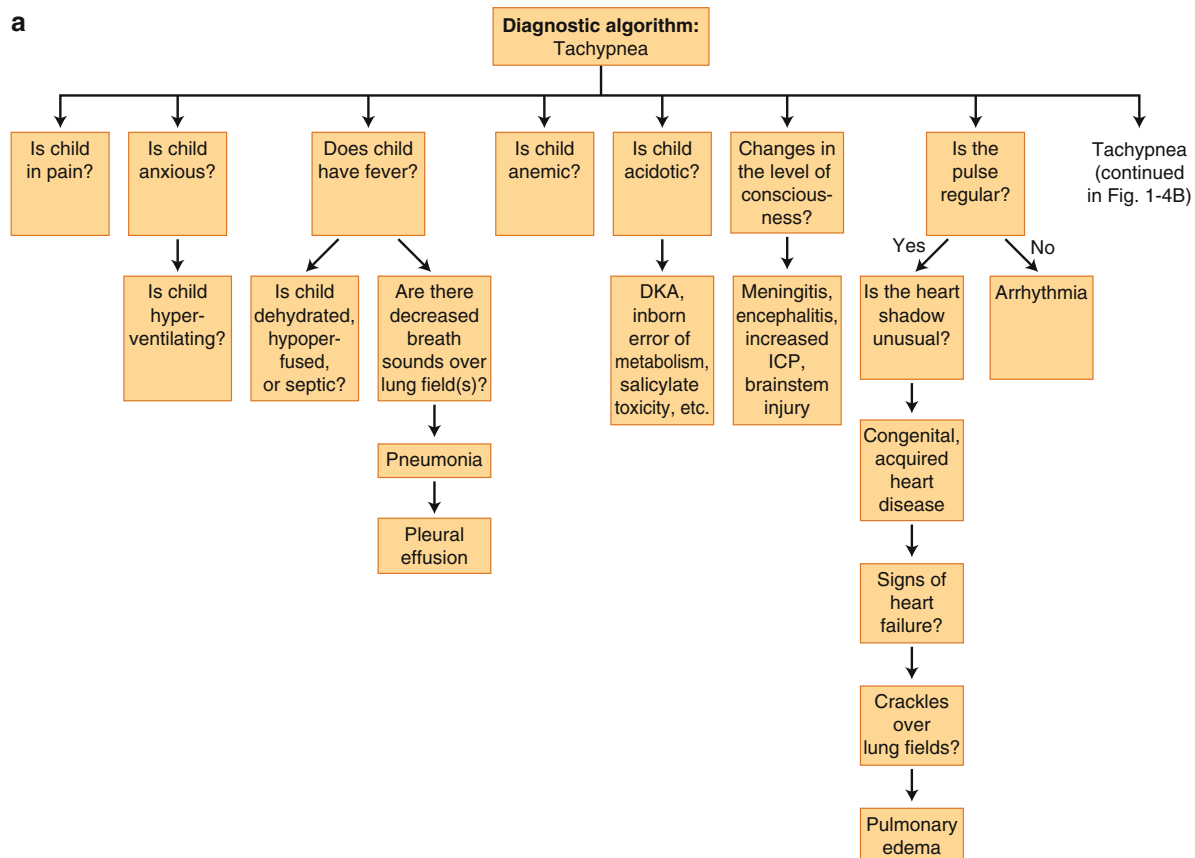 a
Diagnostic algorithm:
Tachypnea
Is child
in pain?
Is child
anxious?
Does child
have fever?
Is child
anemic?
Is child
acidotic?
Changes in
the level of
conscious-
ness?
Is the
pulse
regular?
Tachypnea
(continued
in Fig. 1-4B)
Yes
No
Is child
hyper-
ventilating?
Is child
dehydrated,
hypoper-
fused,
or septic?
Are there
decreased
breath
sounds over
lung field(s)?
DKA,
inborn
error of
metabolism,
salicylate
toxicity, etc.
Meningitis,
encephalitis,
increased
ICP,
brainstem
injury
Is the heart
shadow
unusual?
Arrhythmia
Pneumonia
Pleural
effusion
Congenital,
acquired
heart
disease
Signs of
heart
failure?
Crackles
over
lung fields?
Pulmonary
edema